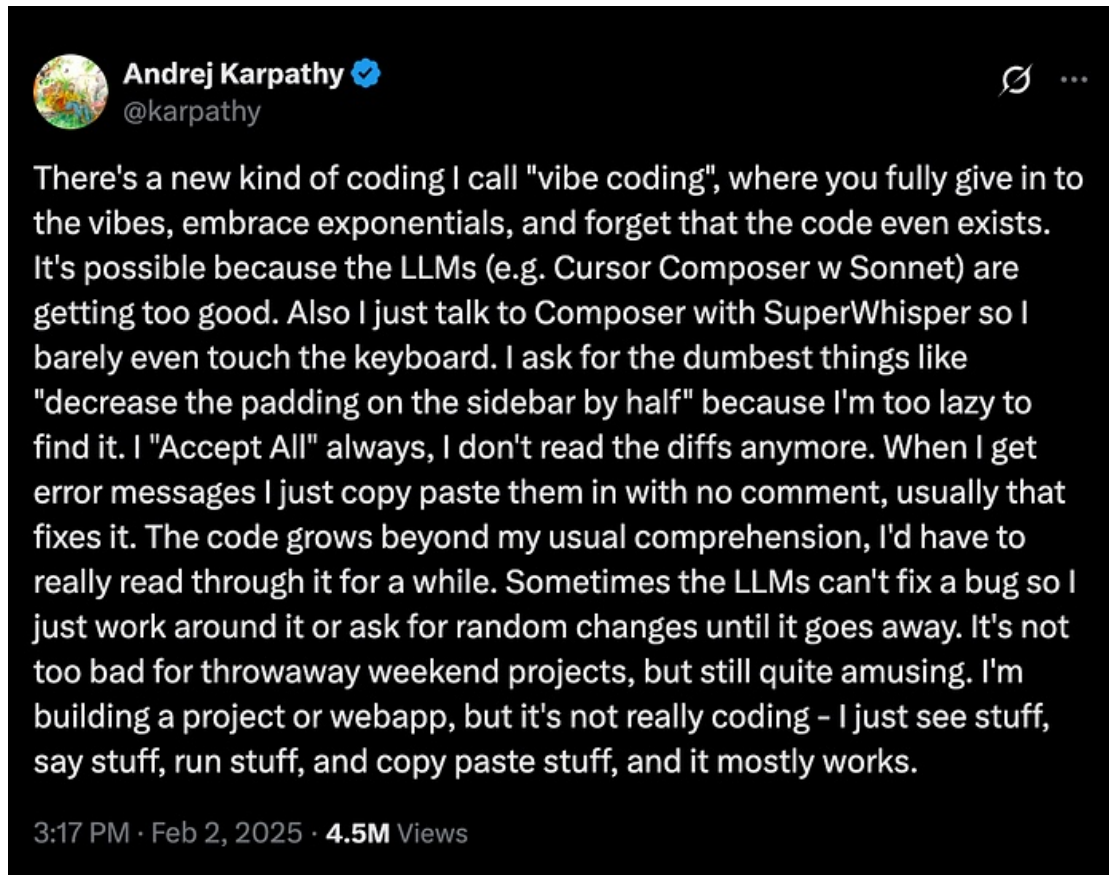 Andrej Karpathy
@karpathy
There's a new kind of coding I call "vibe coding", where you fully give in to
the vibes, embrace exponentials, and forget that the code even exists.
It's possible because the LLMs (e.g. Cursor Composer w Sonnet) are
getting too good. Also I just talk to Composer with SuperWhisper so I
barely even touch the keyboard. I ask for the dumbest things like
"decrease the padding on the sidebar by half" because I'm too lazy to
find it. I "Accept All" always, I don't read the diffs anymore. When I get
error messages I just copy paste them in with no comment, usually that
fixes it. The code grows beyond my usual comprehension, I'd have to
really read through it for a while. Sometimes the LLMs can't fix a bug so I
just work around it or ask for random changes until it goes away. It's not
too bad for throwaway weekend projects, but still quite amusing. I'm
building a project or webapp, but it's not really coding - I just see stuff,
say stuff, run stuff, and copy paste stuff, and it mostly works.
3:17 PM · Feb 2, 2025 · 4.5M Views